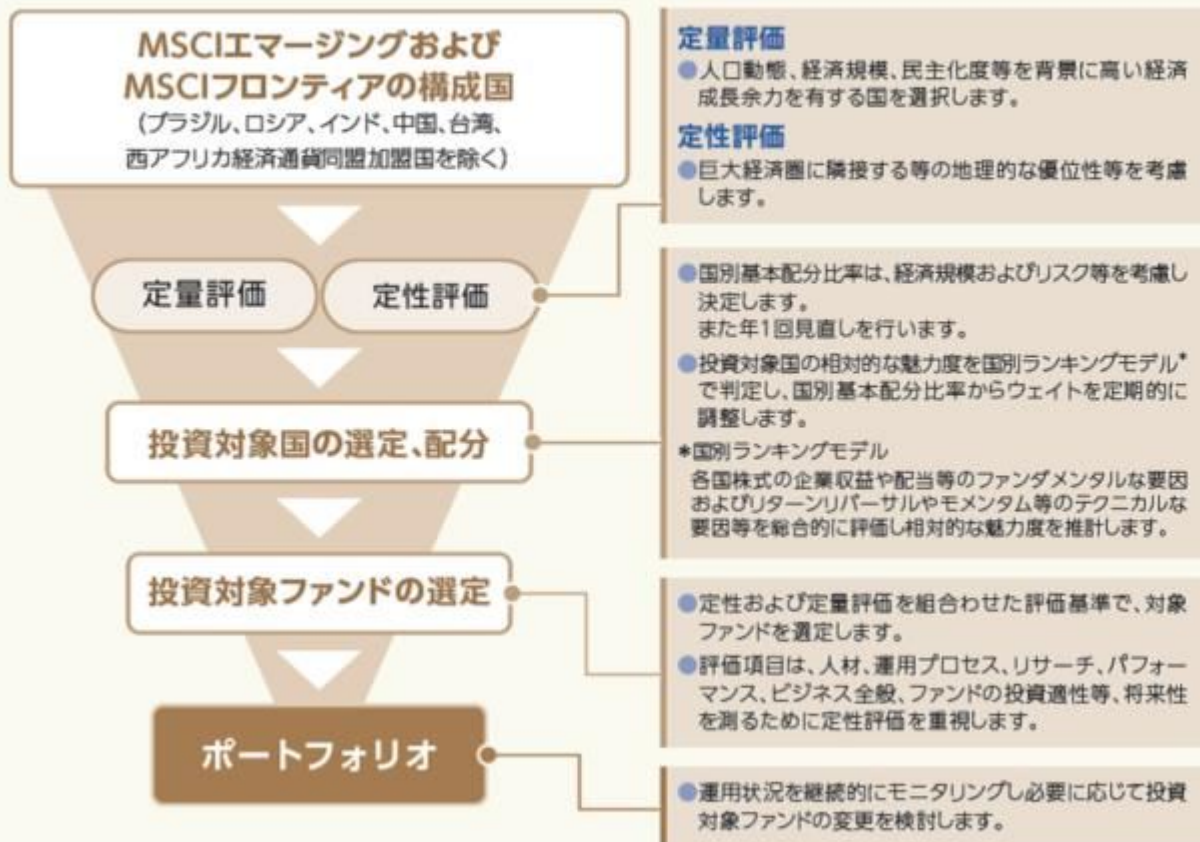 MSCIエマージングおよび
MSCIフロンティアの構成国
(ブラジル、ロシア、インド、中国、台湾、
西アフリカ経済通貨同盟加盟国を除く)
定量評価
定性評価
投資対象国の選定、配分
投資対象ファンドの選定
ポートフォリオ
定量評価
●人口動態、経済規模、民主化度等を背景に高い経済
成長余力を有する国を選択します。
定性評価
●巨大経済圏に隣接する等の地理的な優位性等を考慮
します。
●国別基本配分比率は、経済規模およびリスク等を考慮し
決定します。
また年1回見直しを行います。
●投資対象国の相対的な魅力度を国別ランキングモデル*
で判定し、国別基本配分比率からウェイトを定期的に
調整します。
*国別ランキングモデル
各国株式の企業収益や配当等のファンダメンタルな要因
およびリターンリバーサルやモメンタム等のテクニカルな
要因等を総合的に評価し相対的な魅力度を推計します。
●定性および定量評価を組合わせた評価基準で、対象
ファンドを選定します。
●評価項目は、人材、運用プロセス、リサーチ、パフォー
マンス、ビジネス全般、ファンドの投資適性等、将来性
を測るために定性評価を重視します。
●運用状況を継続的にモニタリングし必要に応じて投資
対象ファンドの変更を検討します。